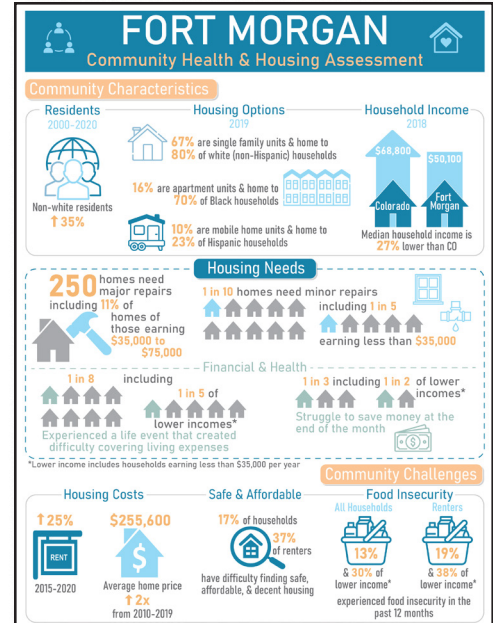 FORT MORGAN
Community Health & Housing Assessment
Community Characteristics
Residents
2000-2020
Non-white residents
↑ 35%
Housing Options
2019
67% are single family units & home to
80% of white (non-Hispanic) households
16% are apartment units & home to
70% of Black households
10% are mobile home units & home to
23% of Hispanic households
Household Income
2018
$68,800
$50,100
Colorado
Fort
Morgan
Median household income is
27% lower than CO
Housing Needs
250 homes need
major repairs
including 11% of
homes of
those earning
$35,000 to
$75,000
1 in 10 homes need minor repairs
including 1 in 5
earning less than $35,000
Financial & Health
1 in 8 including
1 in 5 of
lower incomes*
Experienced a life event that created
difficulty covering living expenses
1 in 3 including 1 in 2 of lower
incomes*
Struggle to save money at the
end of the month
*Lower income includes households earning less than $35,000 per year
Community Challenges
Housing Costs
↑ 25%
RENT
2015-2020
$255,600
$
Average home price
↑ 2x
from 2010-2019
Safe & Affordable
17% of households
37%
of renters
have difficulty finding safe,
affordable, & decent housing
Food Insecurity
All Households
13%
& 30% of
lower income*
Renters
19%
& 38% of
lower income*
experienced food insecurity in the
past 12 months